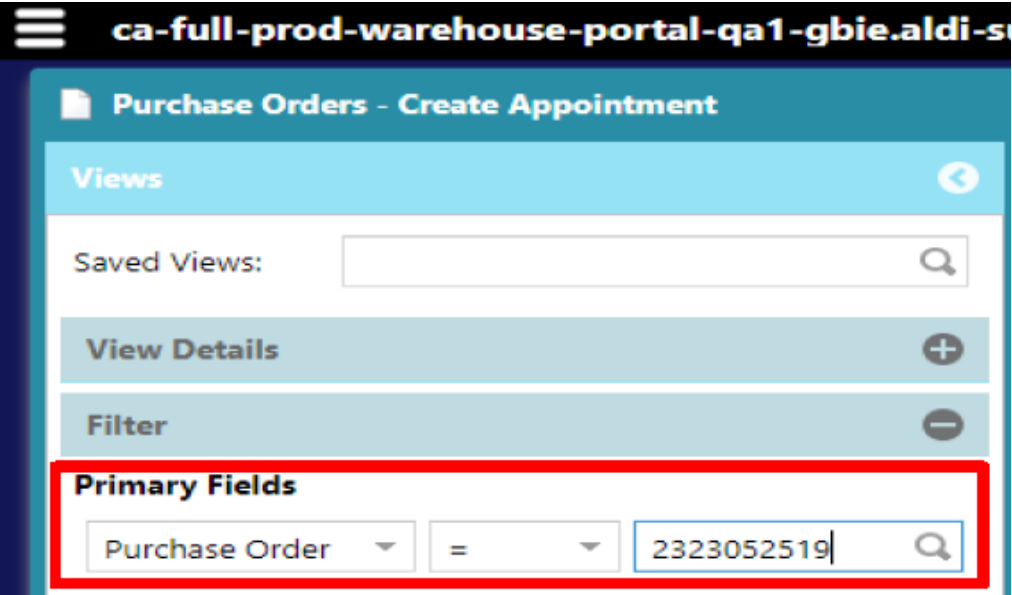 ca-full-prod-warehouse-portal-qa1-gbie.aldi-su
Purchase Orders - Create Appointment
Views
Saved Views:
View Details
Filter
Primary Fields
Purchase Order = 2323052519